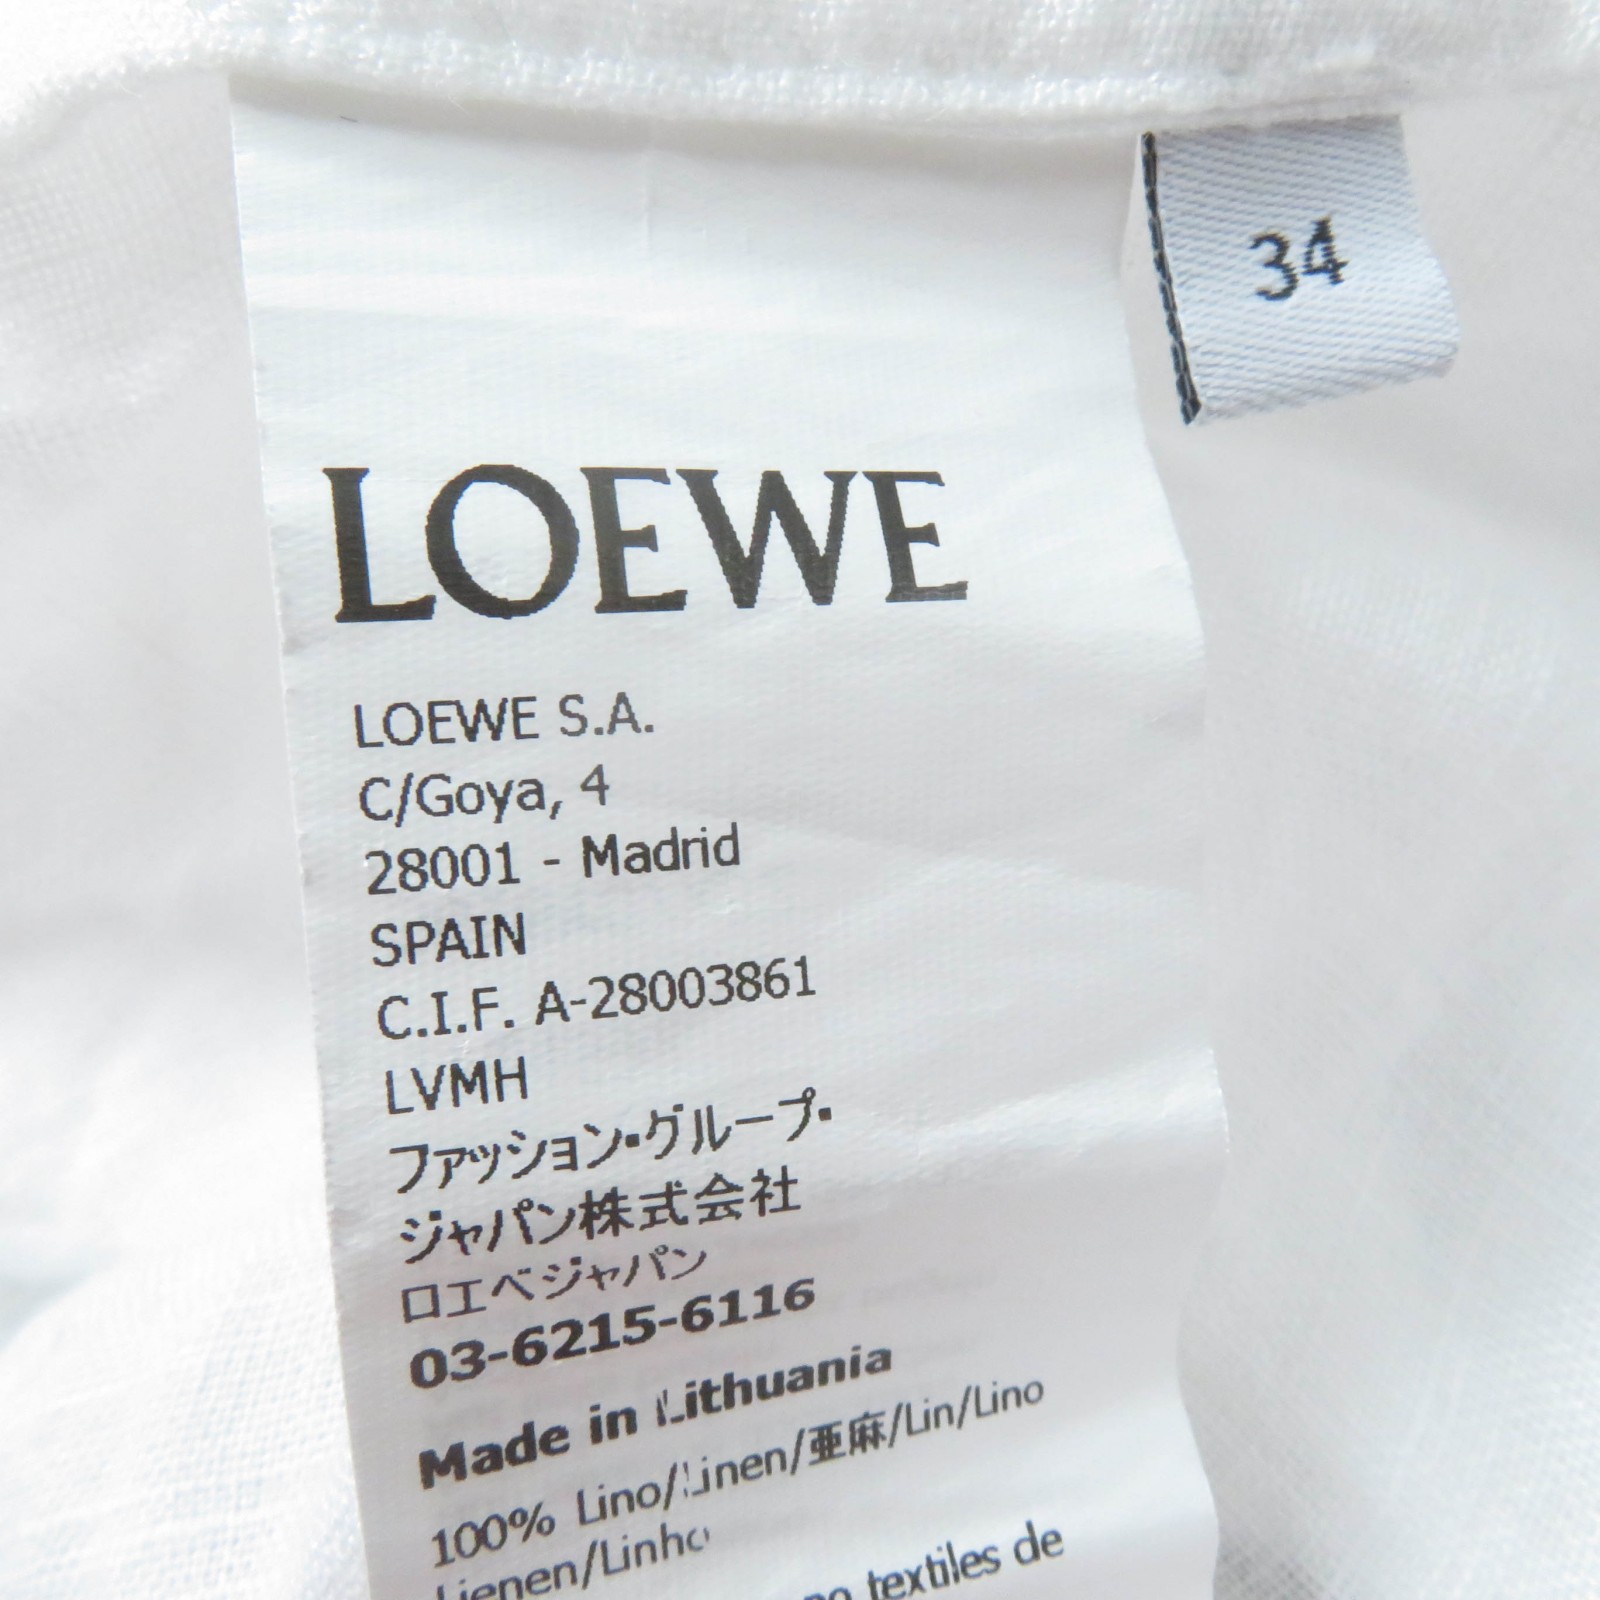 34
LOEWE
LOEWE S.A.
C/Goya, 4
28001 - Madrid
SPAIN
C.I.F. A-28003861
LVMH
ファッション・グループ・
ジャパン株式会社
ロエベジャパン
03-6215-6116
Made in Lithuania
100% Lino/Linen/亜麻/Lin/Lino
Lienen/Linho
textiles de